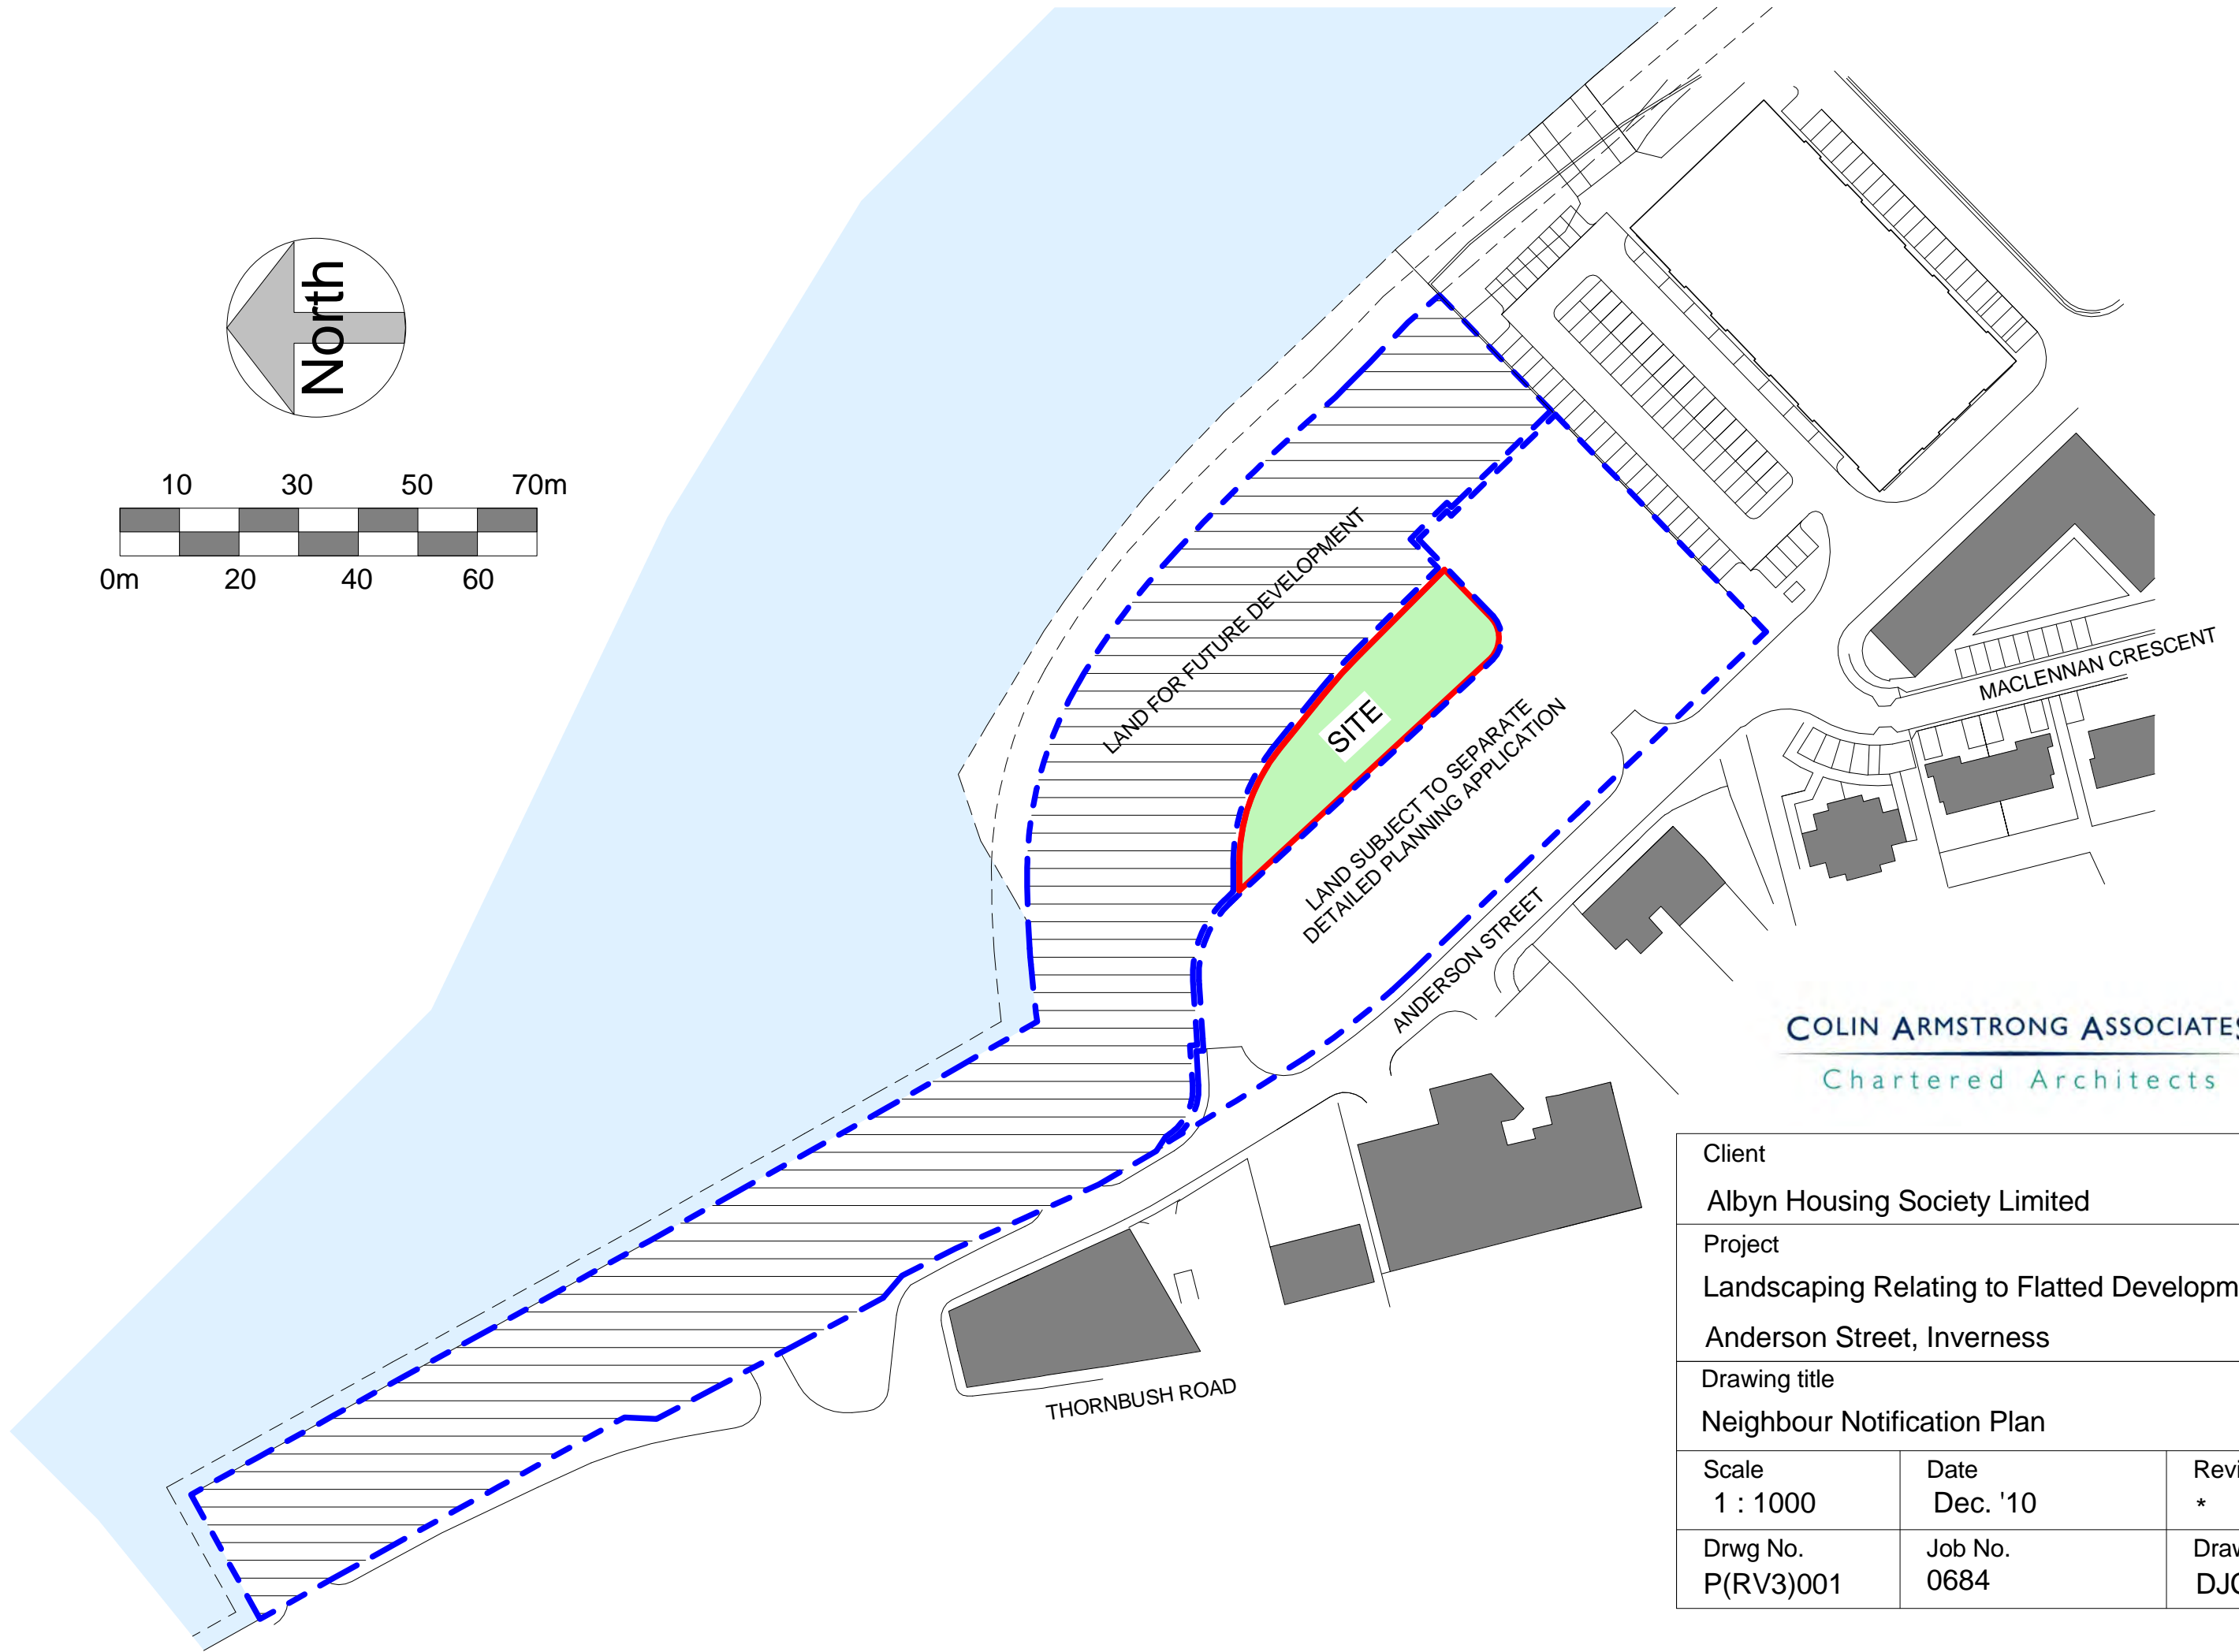 North
10 30 50 70m
0m 20 40 60
LAND FOR FUTURE DEVELOPMENT
SITE
LAND SUBJECT TO SEPARATE
DETAILED PLANNING APPLICATION
MACLENNAN CRESCENT
ANDERSON STREET
THORNBUSH ROAD
COLIN ARMSTRONG ASSOCIATES
Chartered Architects
Client
Albyn Housing Society Limited
Project
Landscaping Relating to Flatted Developm
Anderson Street, Inverness
Drawing title
Neighbour Notification Plan
Scale Date Revi
1 : 1000 Dec. '10 *
Drwg No. Job No. Draw
P(RV3)001 0684